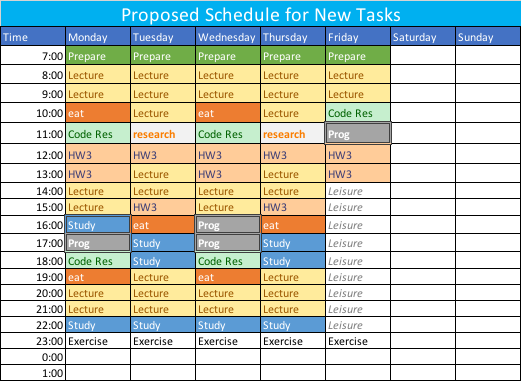 Proposed Schedule for New Tasks
Time Monday Tuesday Wednesday Thursday Friday Saturday Sunday
7:00 Prepare Prepare Prepare Prepare Prepare
8:00 Lecture Lecture Lecture Lecture Lecture
9:00 Lecture Lecture Lecture Lecture Lecture
10:00 eat Lecture eat Lecture Code Res
11:00 Code Res research Code Res research Prog
12:00 HW3 HW3 HW3 HW3 HW3
13:00 HW3 HW3 HW3 HW3 HW3
14:00 Lecture Lecture Lecture Lecture Leisure
15:00 Lecture HW3 Lecture HW3 Leisure
16:00 Study eat Prog eat Leisure
17:00 Prog Study Prog Study Leisure
18:00 Code Res Study Code Res Study Leisure
19:00 eat Lecture eat Lecture Leisure
20:00 Lecture Lecture Lecture Lecture Leisure
21:00 Lecture Lecture Lecture Lecture Leisure
22:00 Study Study Study Study Leisure
23:00 Exercise Exercise Exercise Exercise Exercise
0:00
1:00